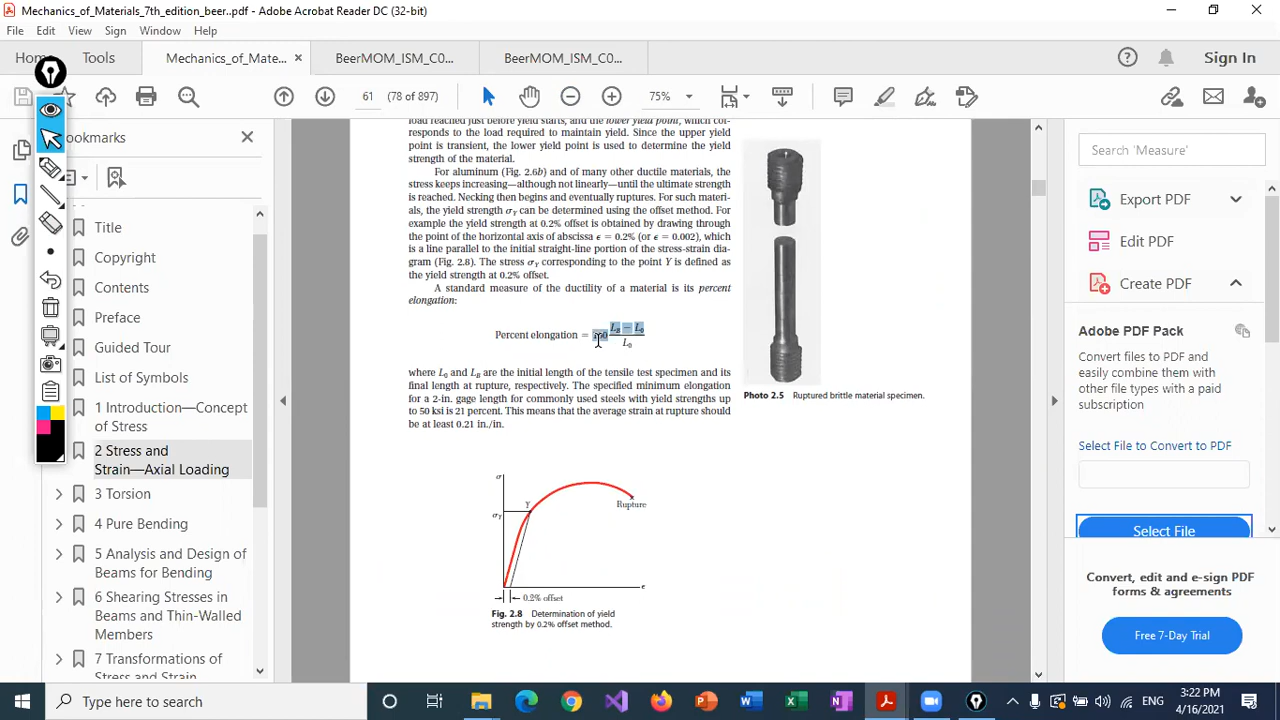 Mechanics_of_Materials_7th_edition_beer..pdf - Adobe Acrobat Reader DC (32-bit)
File Edit View Sign Window Help
Home Tools Mechanics_of_Mate... × BeerMOM_ISM_C0... BeerMOM_ISM_C0... Sign In
61 (78 of 897) 75%
ookmarks
Title
Copyright
Contents
Preface
Guided Tour
List of Symbols
1 Introduction—Concept
of Stress
2 Stress and
Strain—Axial Loading
3 Torsion
4 Pure Bending
5 Analysis and Design of
Beams for Bending
6 Shearing Stresses in
Beams and Thin-Walled
Members
7 Transformations of
Stress and Strain
load reached just before yield starts, and the lower yield point, which cor-
responds to the load required to maintain yield. Since the upper yield
point is transient, the lower yield point is used to determine the yield
strength of the material.
For aluminum (Fig. 2.6b) and of many other ductile materials, the
stress keeps increasing—although not linearly—until the ultimate strength
is reached. Necking then begins and eventually ruptures. For such materi-
als, the yield strength σY can be determined using the offset method. For
example the yield strength at 0.2% offset is obtained by drawing through
the point of the horizontal axis of abscissa ϵ = 0.2% (or ϵ = 0.002), which
is a line parallel to the initial straight-line portion of the stress-strain dia-
gram (Fig. 2.8). The stress σY corresponding to the point Y is defined as
the yield strength at 0.2% offset.
A standard measure of the ductility of a material is its percent
elongation:
Percent elongation = 100 (LB − L0) / L0
where L0 and LB are the initial length of the tensile test specimen and its
final length at rupture, respectively. The specified minimum elongation
for a 2-in. gage length for commonly used steels with yield strengths up
to 50 ksi is 21 percent. This means that the average strain at rupture should
be at least 0.21 in./in.
σ
Y
Rupture
σY
ϵ
0.2% offset
Fig. 2.8 Determination of yield
strength by 0.2% offset method.
Photo 2.5 Ruptured brittle material specimen.
Search 'Measure'
Export PDF
Edit PDF
Create PDF
Adobe PDF Pack
Convert files to PDF and
easily combine them with
other file types with a paid
subscription
Select File to Convert to PDF
Select File
Convert, edit and e-sign PDF
forms & agreements
Free 7-Day Trial
Type here to search
ENG
3:22 PM
4/16/2021